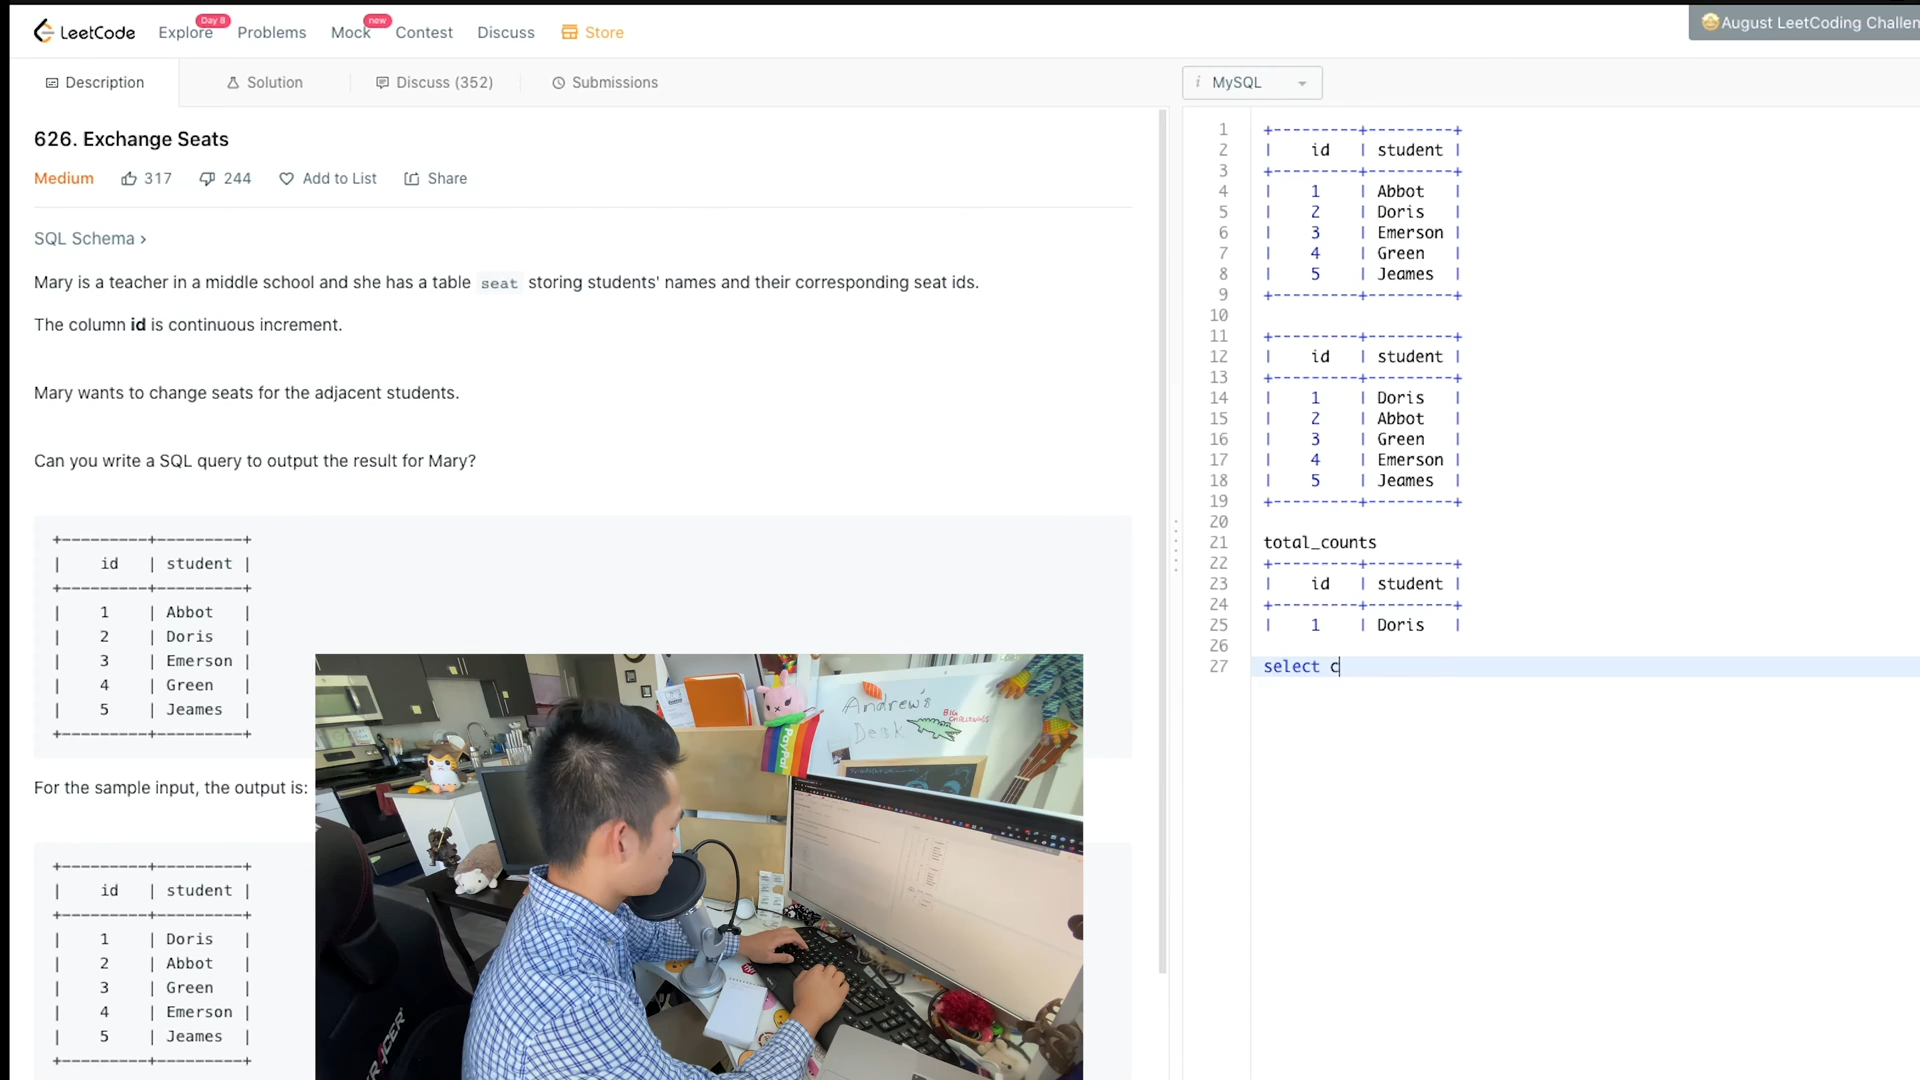 LeetCode
Explore
Day 8
Problems
Mock
new
Contest
Discuss
Store
August LeetCoding Challen
Description
Solution
Discuss (352)
Submissions
i MySQL
626. Exchange Seats
Medium
317
244
Add to List
Share
SQL Schema ›
Mary is a teacher in a middle school and she has a table seat storing students' names and their corresponding seat ids.
The column id is continuous increment.
Mary wants to change seats for the adjacent students.
Can you write a SQL query to output the result for Mary?
+---------+---------+
|    id   | student |
+---------+---------+
|    1    | Abbot   |
|    2    | Doris   |
|    3    | Emerson |
|    4    | Green   |
|    5    | Jeames  |
+---------+---------+
For the sample input, the output is:
+---------+---------+
|    id   | student |
+---------+---------+
|    1    | Doris   |
|    2    | Abbot   |
|    3    | Green   |
|    4    | Emerson |
|    5    | Jeames  |
+---------+---------+
1 +---------+---------+
2 |    id   | student |
3 +---------+---------+
4 |    1    | Abbot   |
5 |    2    | Doris   |
6 |    3    | Emerson |
7 |    4    | Green   |
8 |    5    | Jeames  |
9 +---------+---------+
10
11 +---------+---------+
12 |    id   | student |
13 +---------+---------+
14 |    1    | Doris   |
15 |    2    | Abbot   |
16 |    3    | Green   |
17 |    4    | Emerson |
18 |    5    | Jeames  |
19 +---------+---------+
20
21 total_counts
22 +---------+---------+
23 |    id   | student |
24 +---------+---------+
25 |    1    | Doris   |
26
27 select c
Andrew's
Desk
BIG
CHALLENGES
PayPal